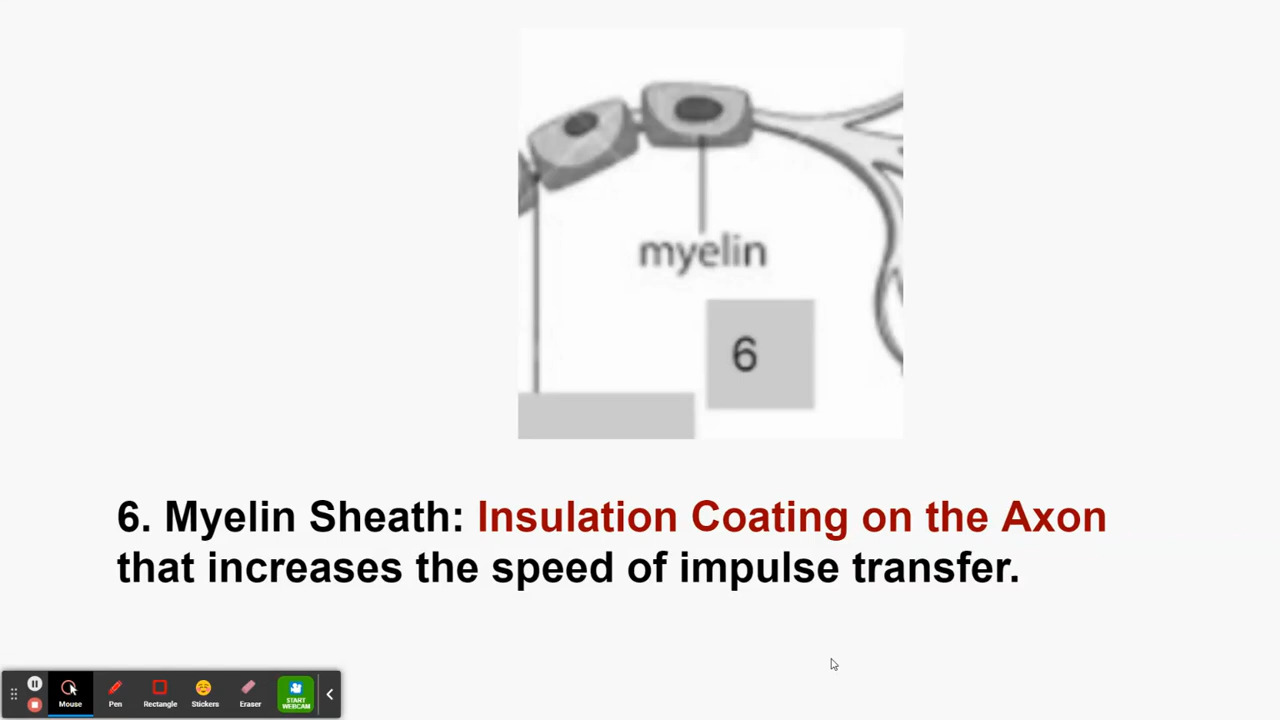 myelin
6
6. Myelin Sheath: Insulation Coating on the Axon
that increases the speed of impulse transfer.
Mouse
Pen
Rectangle
Stickers
Eraser
START
WEBCAM